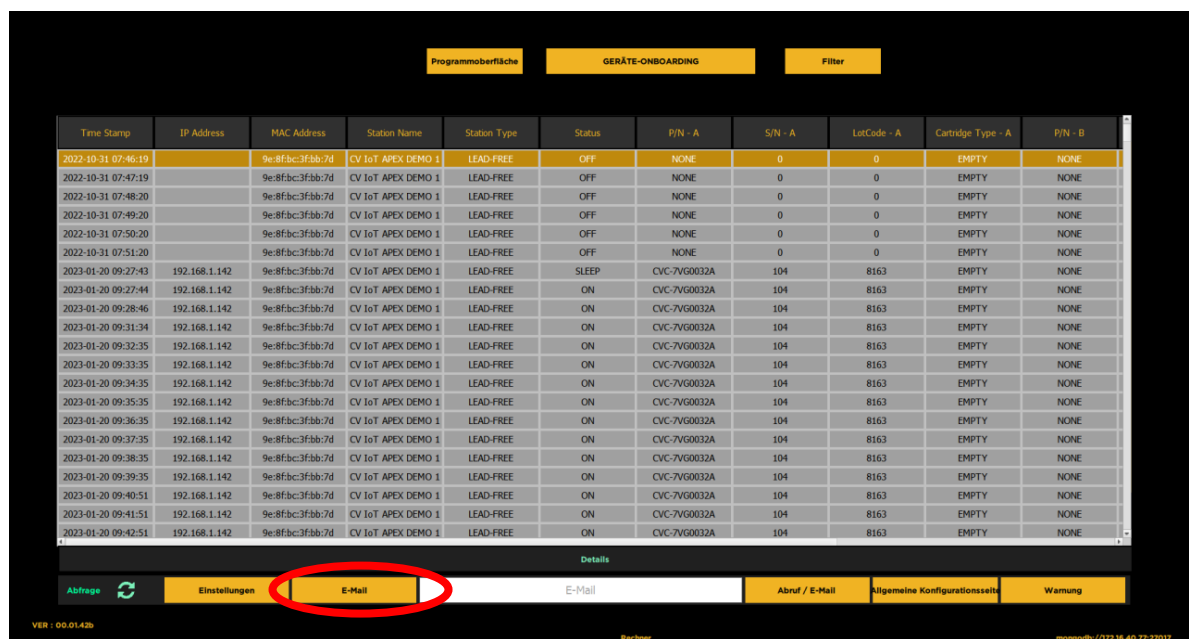 Programmoberfläche GERÄTE-ONBOARDING Filter
Time Stamp IP Address MAC Address Station Name Station Type Status P/N - A S/N - A LotCode - A Cartridge Type - A P/N - B
2022-10-31 07:46:19 9e:8f:bc:3f:bb:7d CV IoT APEX DEMO 1 LEAD-FREE OFF NONE 0 0 EMPTY NONE
2022-10-31 07:47:19 9e:8f:bc:3f:bb:7d CV IoT APEX DEMO 1 LEAD-FREE OFF NONE 0 0 EMPTY NONE
2022-10-31 07:48:20 9e:8f:bc:3f:bb:7d CV IoT APEX DEMO 1 LEAD-FREE OFF NONE 0 0 EMPTY NONE
2022-10-31 07:49:20 9e:8f:bc:3f:bb:7d CV IoT APEX DEMO 1 LEAD-FREE OFF NONE 0 0 EMPTY NONE
2022-10-31 07:50:20 9e:8f:bc:3f:bb:7d CV IoT APEX DEMO 1 LEAD-FREE OFF NONE 0 0 EMPTY NONE
2022-10-31 07:51:20 9e:8f:bc:3f:bb:7d CV IoT APEX DEMO 1 LEAD-FREE OFF NONE 0 0 EMPTY NONE
2023-01-20 09:27:43 192.168.1.142 9e:8f:bc:3f:bb:7d CV IoT APEX DEMO 1 LEAD-FREE SLEEP CVC-7VG0032A 104 8163 EMPTY NONE
2023-01-20 09:27:44 192.168.1.142 9e:8f:bc:3f:bb:7d CV IoT APEX DEMO 1 LEAD-FREE ON CVC-7VG0032A 104 8163 EMPTY NONE
2023-01-20 09:28:46 192.168.1.142 9e:8f:bc:3f:bb:7d CV IoT APEX DEMO 1 LEAD-FREE ON CVC-7VG0032A 104 8163 EMPTY NONE
2023-01-20 09:31:34 192.168.1.142 9e:8f:bc:3f:bb:7d CV IoT APEX DEMO 1 LEAD-FREE ON CVC-7VG0032A 104 8163 EMPTY NONE
2023-01-20 09:32:35 192.168.1.142 9e:8f:bc:3f:bb:7d CV IoT APEX DEMO 1 LEAD-FREE ON CVC-7VG0032A 104 8163 EMPTY NONE
2023-01-20 09:33:35 192.168.1.142 9e:8f:bc:3f:bb:7d CV IoT APEX DEMO 1 LEAD-FREE ON CVC-7VG0032A 104 8163 EMPTY NONE
2023-01-20 09:34:35 192.168.1.142 9e:8f:bc:3f:bb:7d CV IoT APEX DEMO 1 LEAD-FREE ON CVC-7VG0032A 104 8163 EMPTY NONE
2023-01-20 09:35:35 192.168.1.142 9e:8f:bc:3f:bb:7d CV IoT APEX DEMO 1 LEAD-FREE ON CVC-7VG0032A 104 8163 EMPTY NONE
2023-01-20 09:36:35 192.168.1.142 9e:8f:bc:3f:bb:7d CV IoT APEX DEMO 1 LEAD-FREE ON CVC-7VG0032A 104 8163 EMPTY NONE
2023-01-20 09:37:35 192.168.1.142 9e:8f:bc:3f:bb:7d CV IoT APEX DEMO 1 LEAD-FREE ON CVC-7VG0032A 104 8163 EMPTY NONE
2023-01-20 09:38:35 192.168.1.142 9e:8f:bc:3f:bb:7d CV IoT APEX DEMO 1 LEAD-FREE ON CVC-7VG0032A 104 8163 EMPTY NONE
2023-01-20 09:39:35 192.168.1.142 9e:8f:bc:3f:bb:7d CV IoT APEX DEMO 1 LEAD-FREE ON CVC-7VG0032A 104 8163 EMPTY NONE
2023-01-20 09:40:51 192.168.1.142 9e:8f:bc:3f:bb:7d CV IoT APEX DEMO 1 LEAD-FREE ON CVC-7VG0032A 104 8163 EMPTY NONE
2023-01-20 09:41:51 192.168.1.142 9e:8f:bc:3f:bb:7d CV IoT APEX DEMO 1 LEAD-FREE ON CVC-7VG0032A 104 8163 EMPTY NONE
2023-01-20 09:42:51 192.168.1.142 9e:8f:bc:3f:bb:7d CV IoT APEX DEMO 1 LEAD-FREE ON CVC-7VG0032A 104 8163 EMPTY NONE
Details
Abfrage Einstellungen E-Mail E-Mail Abruf / E-Mail Allgemeine Konfigurationsseite Warnung
VER : 00.01.42b
Rechner mongodb://172.16.40.77:27017